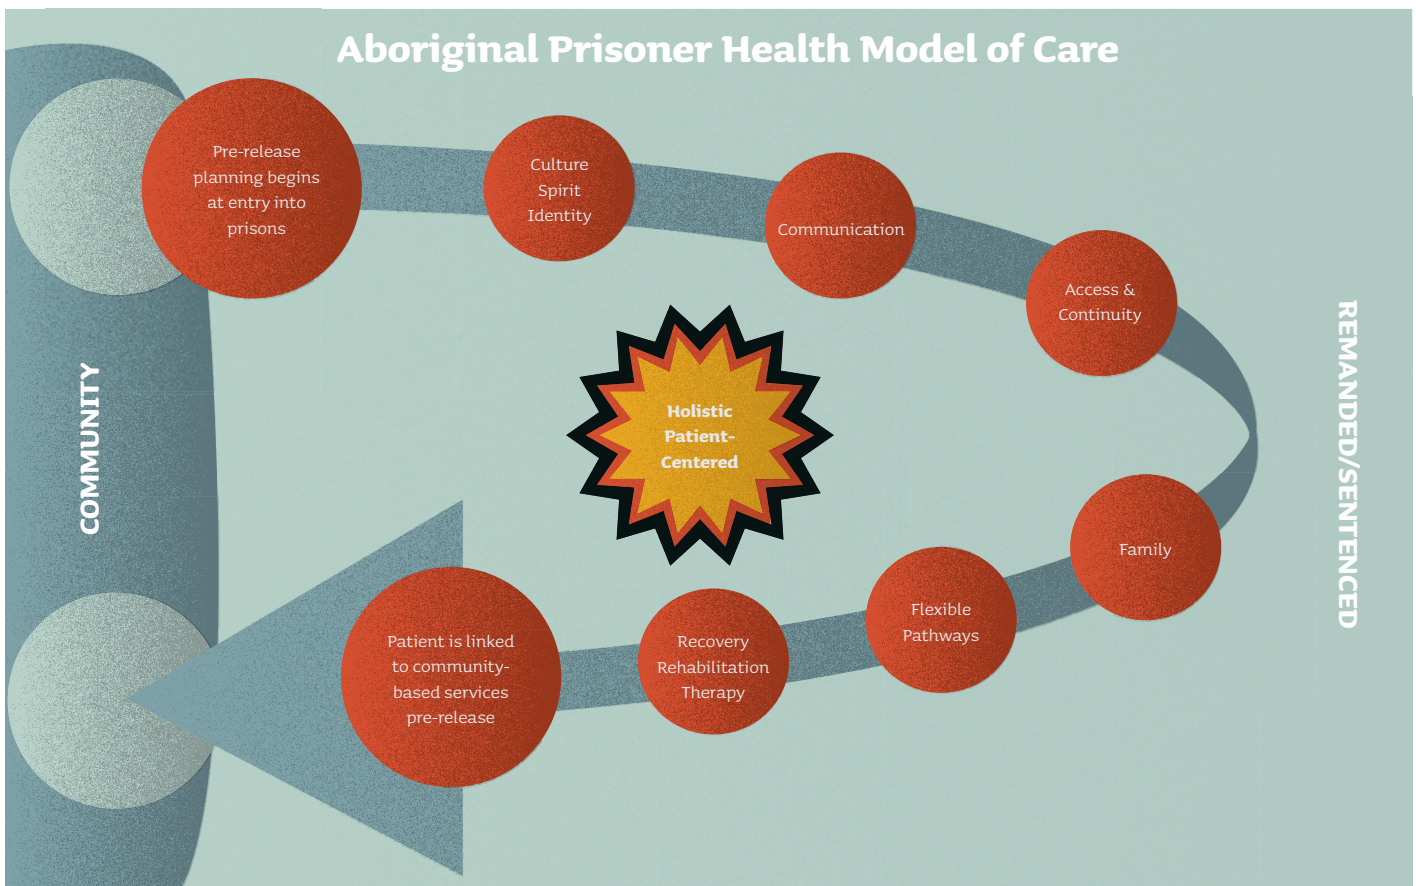 Aboriginal Prisoner Health Model of Care
Pre-release
planning begins
at entry into
prisons
Culture
Spirit
Identity
Communication
Access &
Continuity
COMMUNITY
Holistic
Patient-
Centered
REMANDED/SENTENCED
Family
Flexible
Pathways
Recovery
Rehabilitation
Therapy
Patient is linked
to community-
based services
pre-release